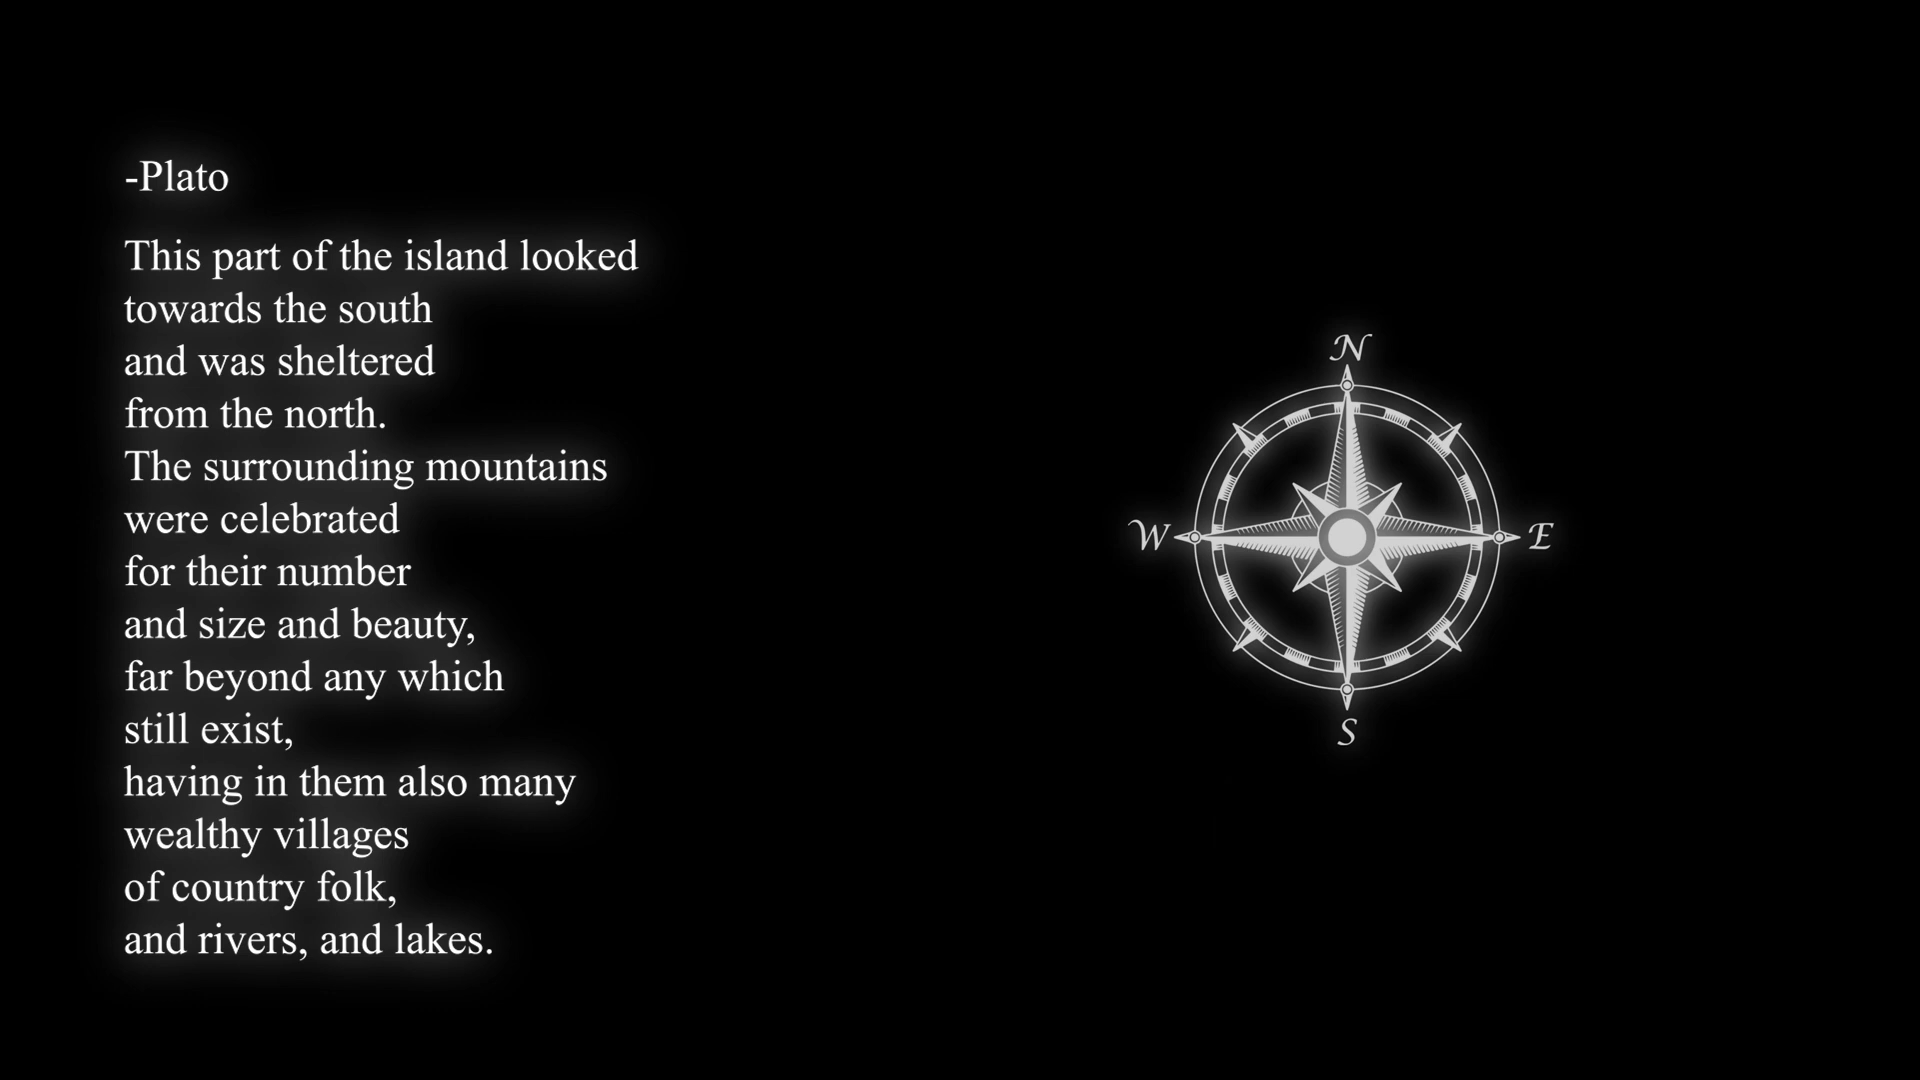 -Plato
This part of the island looked
towards the south
and was sheltered
from the north.
The surrounding mountains
were celebrated
for their number
and size and beauty,
far beyond any which
still exist,
having in them also many
wealthy villages
of country folk,
and rivers, and lakes.
N
W
E
S